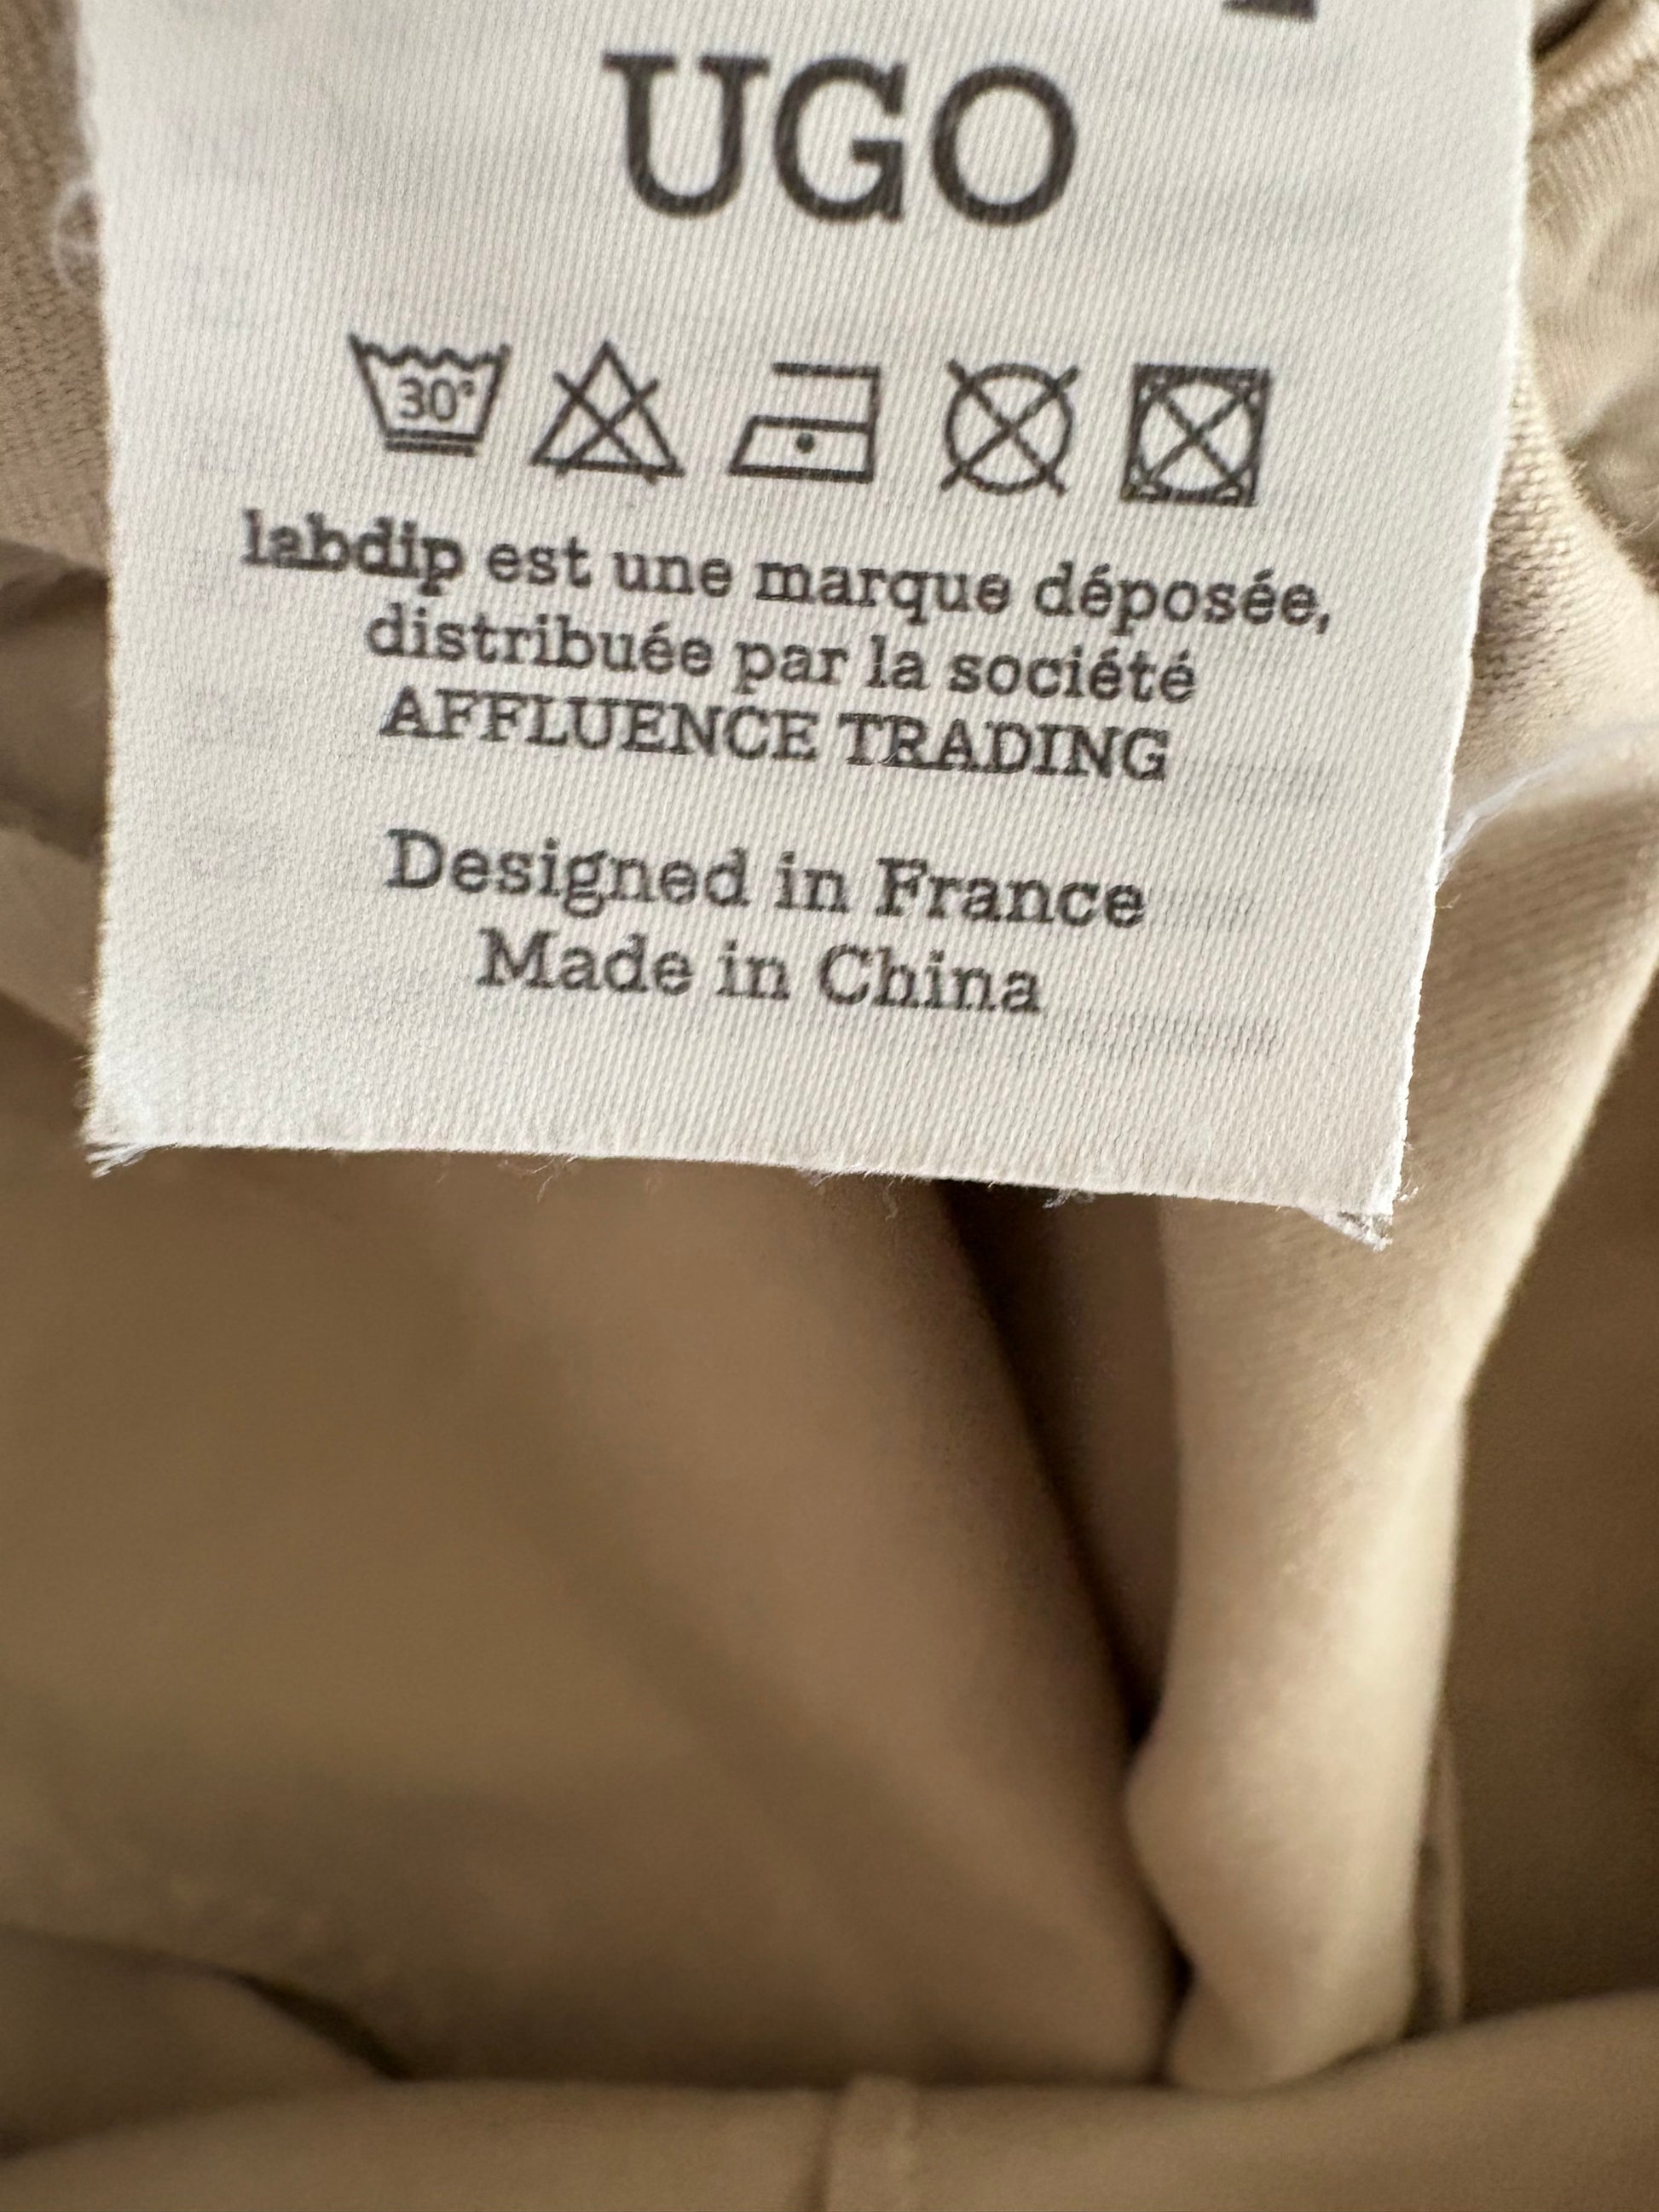 UGO
30°
labdip est une marque déposée,
distribuée par la société
AFFLUENCE TRADING
Designed in France
Made in China